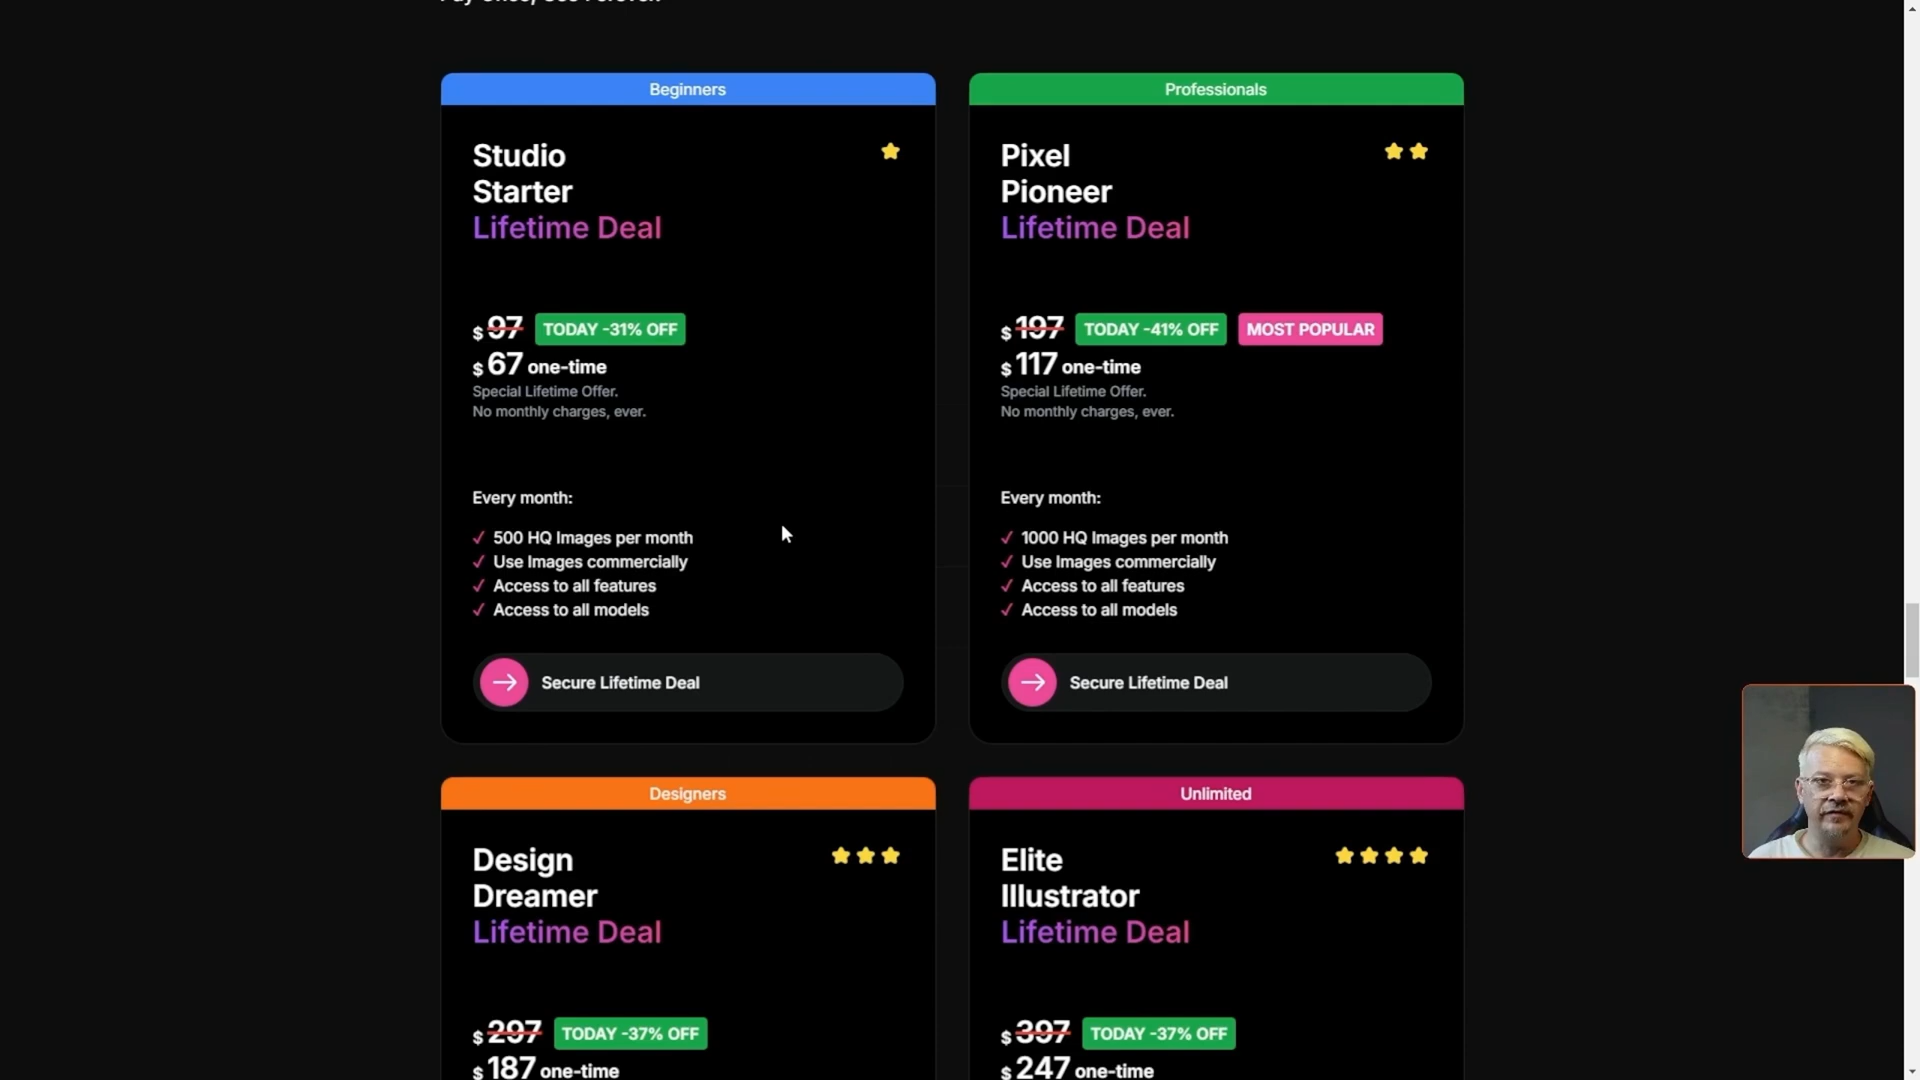 Pay Once, Use Forever.
Beginners
Studio
Starter
Lifetime Deal
$ 97 TODAY -31% OFF
$ 67 one-time
Special Lifetime Offer.
No monthly charges, ever.
Every month:
✓ 500 HQ Images per month
✓ Use Images commercially
✓ Access to all features
✓ Access to all models
Secure Lifetime Deal
Professionals
Pixel
Pioneer
Lifetime Deal
$ 197 TODAY -41% OFF MOST POPULAR
$ 117 one-time
Special Lifetime Offer.
No monthly charges, ever.
Every month:
✓ 1000 HQ Images per month
✓ Use Images commercially
✓ Access to all features
✓ Access to all models
Secure Lifetime Deal
Designers
Design
Dreamer
Lifetime Deal
$ 297 TODAY -37% OFF
$ 187 one-time
Unlimited
Elite
Illustrator
Lifetime Deal
$ 397 TODAY -37% OFF
$ 247 one-time